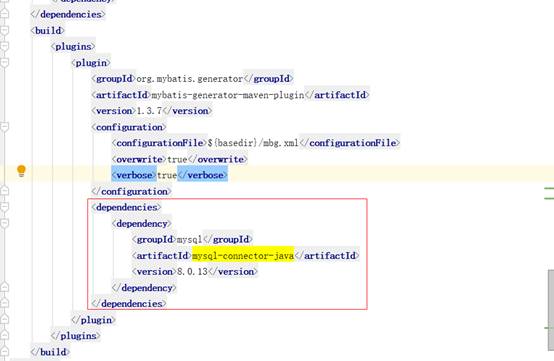 </dependency>
</dependencies>
<build>
<plugins>
<plugin>
<groupId>org.mybatis.generator</groupId>
<artifactId>mybatis-generator-maven-plugin</artifactId>
<version>1.3.7</version>
<configuration>
<configurationFile>${basedir}/mbg.xml</configurationFile>
<overwrite>true</overwrite>
<verbose>true</verbose>
</configuration>
<dependencies>
<dependency>
<groupId>mysql</groupId>
<artifactId>mysql-connector-java</artifactId>
<version>8.0.13</version>
</dependency>
</dependencies>
</plugin>
</plugins>
</build>